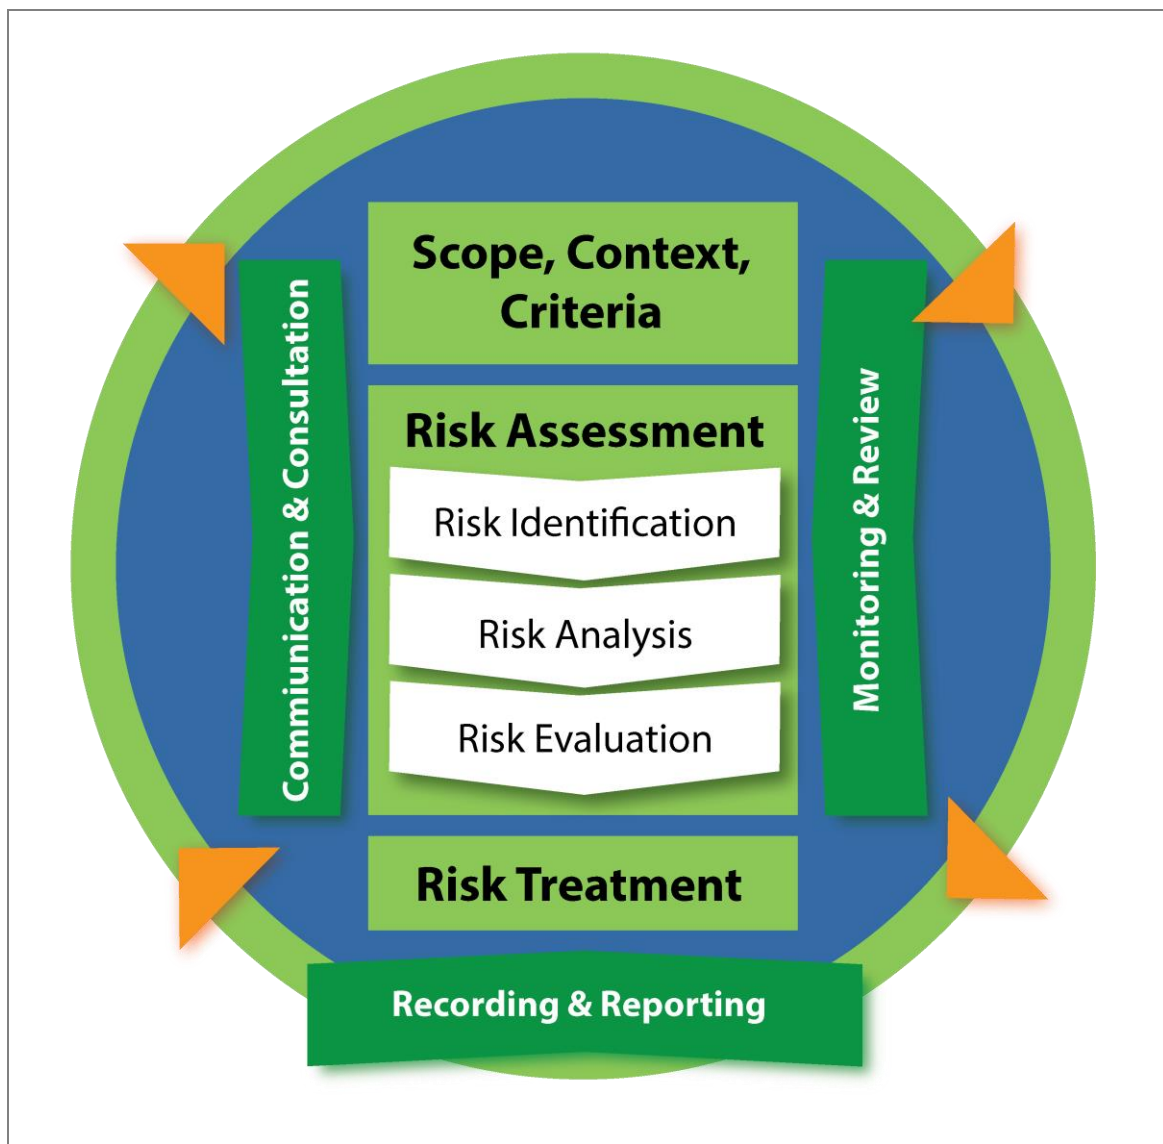 Scope, Context,
Criteria
Risk Assessment
Risk Identification
Risk Analysis
Risk Evaluation
Risk Treatment
Commiunication & Consultation
Monitoring & Review
Recording & Reporting